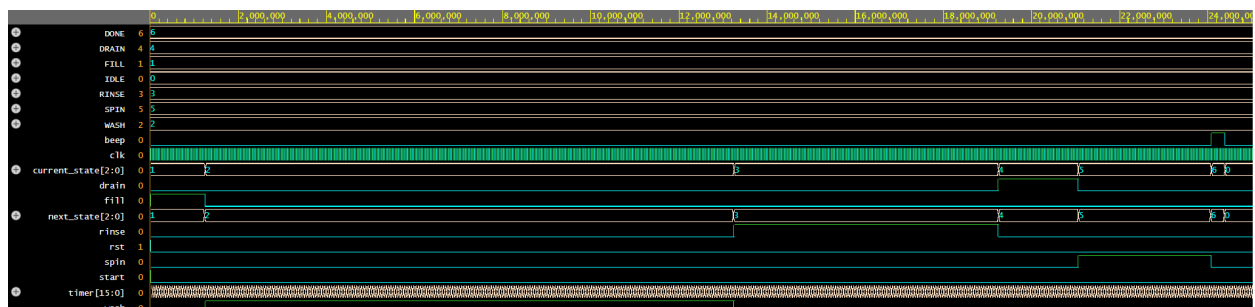 0 2,000,000 4,000,000 6,000,000 8,000,000 10,000,000 12,000,000 14,000,000 16,000,000 18,000,000 20,000,000 22,000,000 24,000,0
DONE 6 6
DRAIN 4 4
FILL 1 1
IDLE 0 0
RINSE 3 3
SPIN 5 5
WASH 2 2
beep 0
clk 0
current_state[2:0] 0 1 2 3 4 5 6 0
drain 0
fill 0
next_state[2:0] 0 1 2 3 4 5 6 0
rinse 0
rst 1
spin 0
start 0
timer[15:0] 0